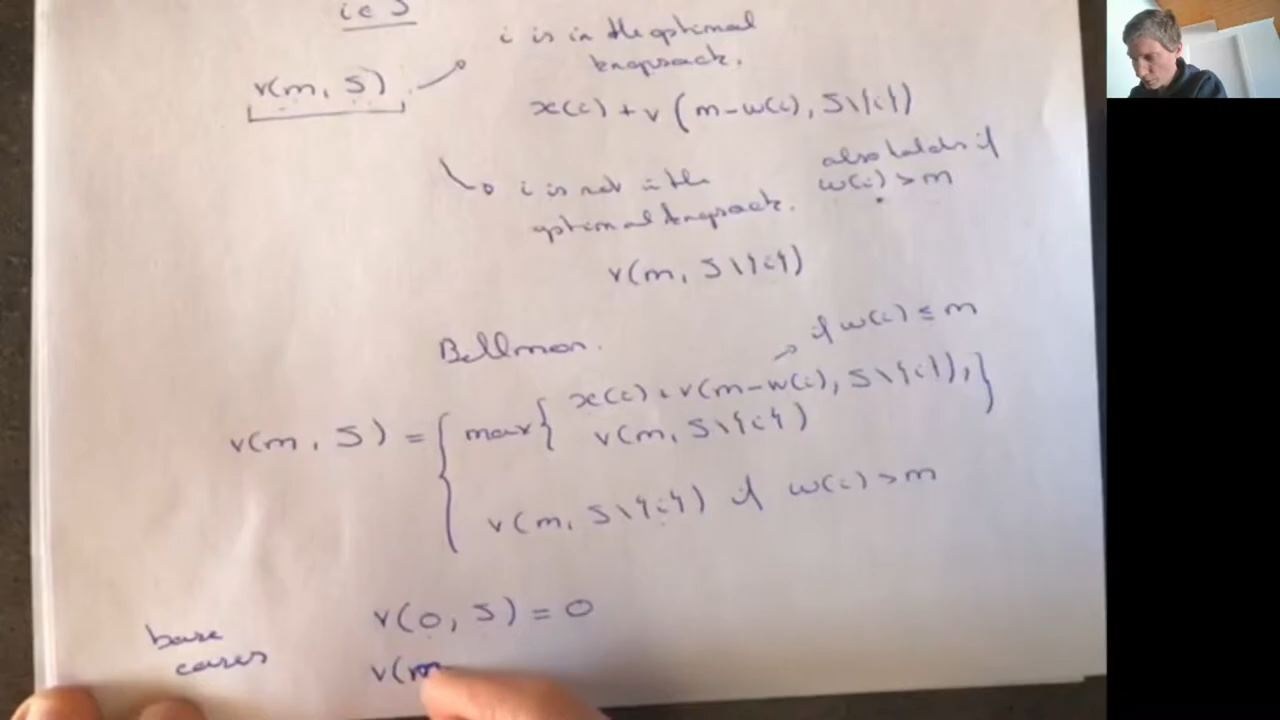 i ∈ S
v(m, S)
i is in the optimal
knapsack.
x(i) + v(m-w(i), S\{i})
also holds if
w(i) > m
i is not in the
optimal knapsack.
v(m, S\{i})
Bellman.
if w(i) ≤ m
v(m, S) = { max { x(i) + v(m-w(i), S\{i}), }
v(m, S\{i})
v(m, S\{i}) if w(i) > m
base
cases
v(0, S) = 0
v(m